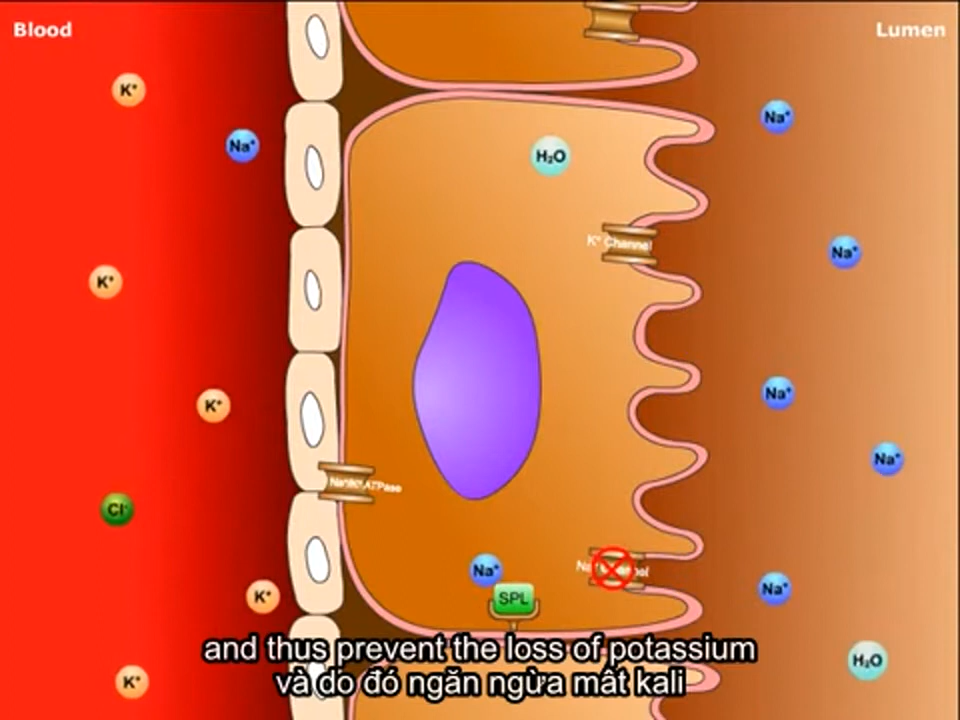 Blood
Lumen
K⁺
Na⁺
Na⁺
H₂O
K⁺ Channel
Na⁺
K⁺
Na⁺
K⁺
Na⁺
Na⁺/K⁺ ATPase
Cl⁻
Na⁺
SPL
Na⁺ Channel
Na⁺
K⁺
and thus prevent the loss of potassium
H₂O
K⁺
và do đó ngăn ngừa mất kali